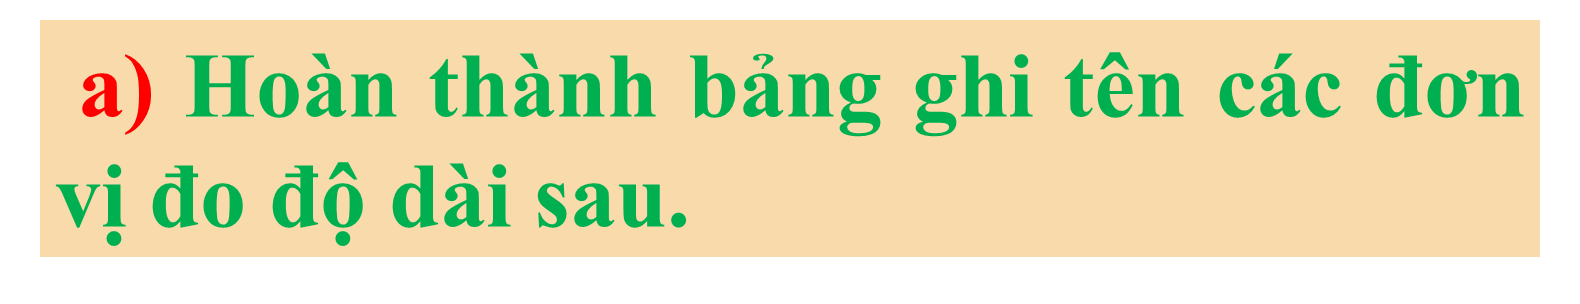 a) Hoàn thành bảng ghi tên các đơn
vị đo độ dài sau.